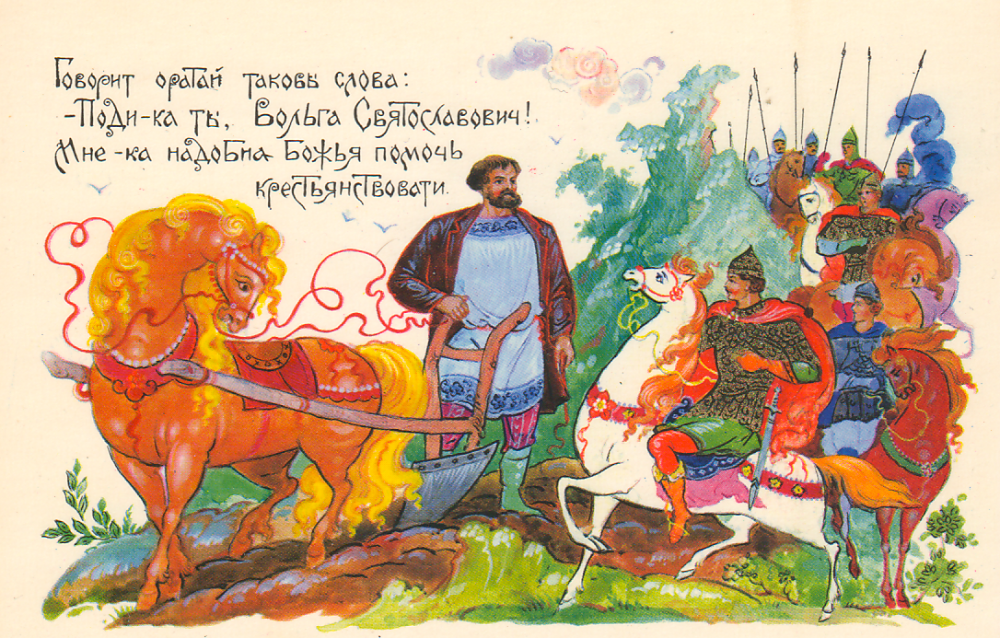 Говорит оратай таковы слова:
-Поди-ка ты, Вольга Святославович!
Мне-ка надобна Божья помочь
крестьянствовати.